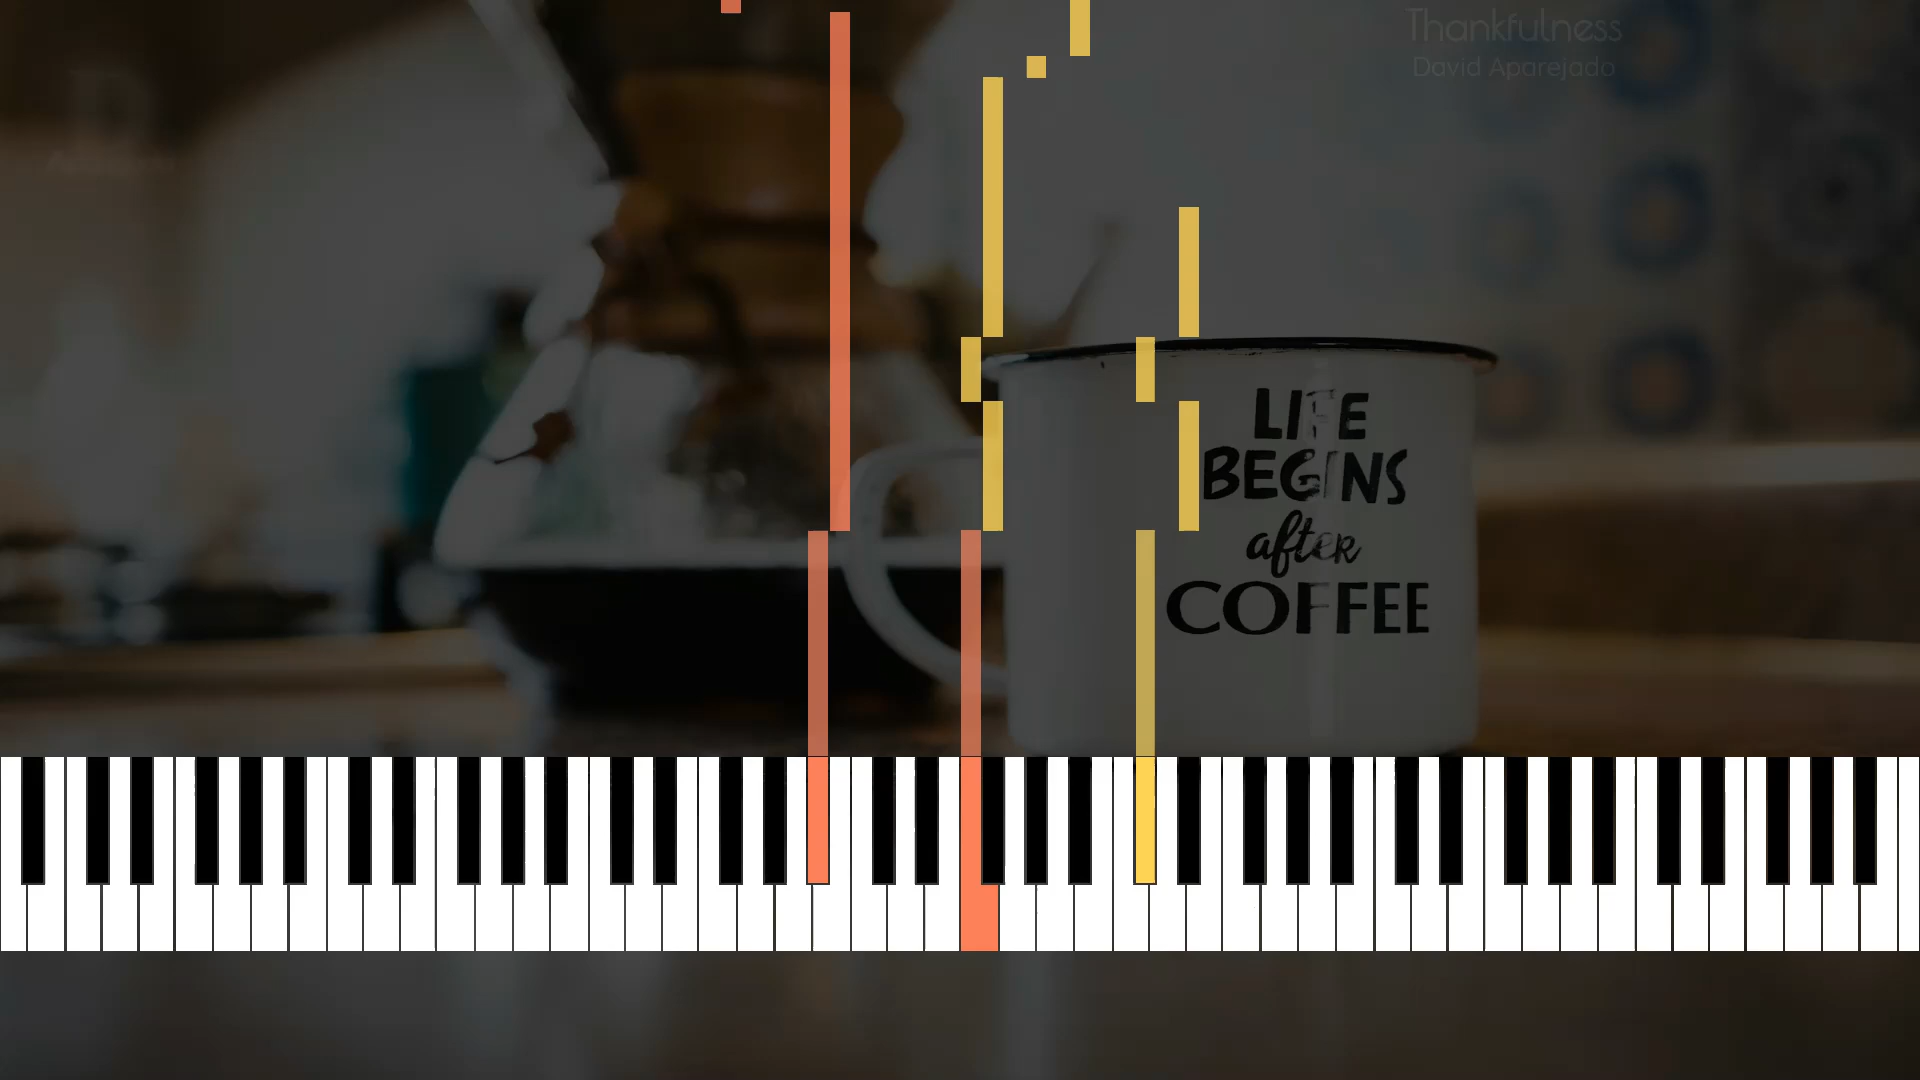 Thankfulness
David Aparejado
LIFE
BEGINS
after
COFFEE